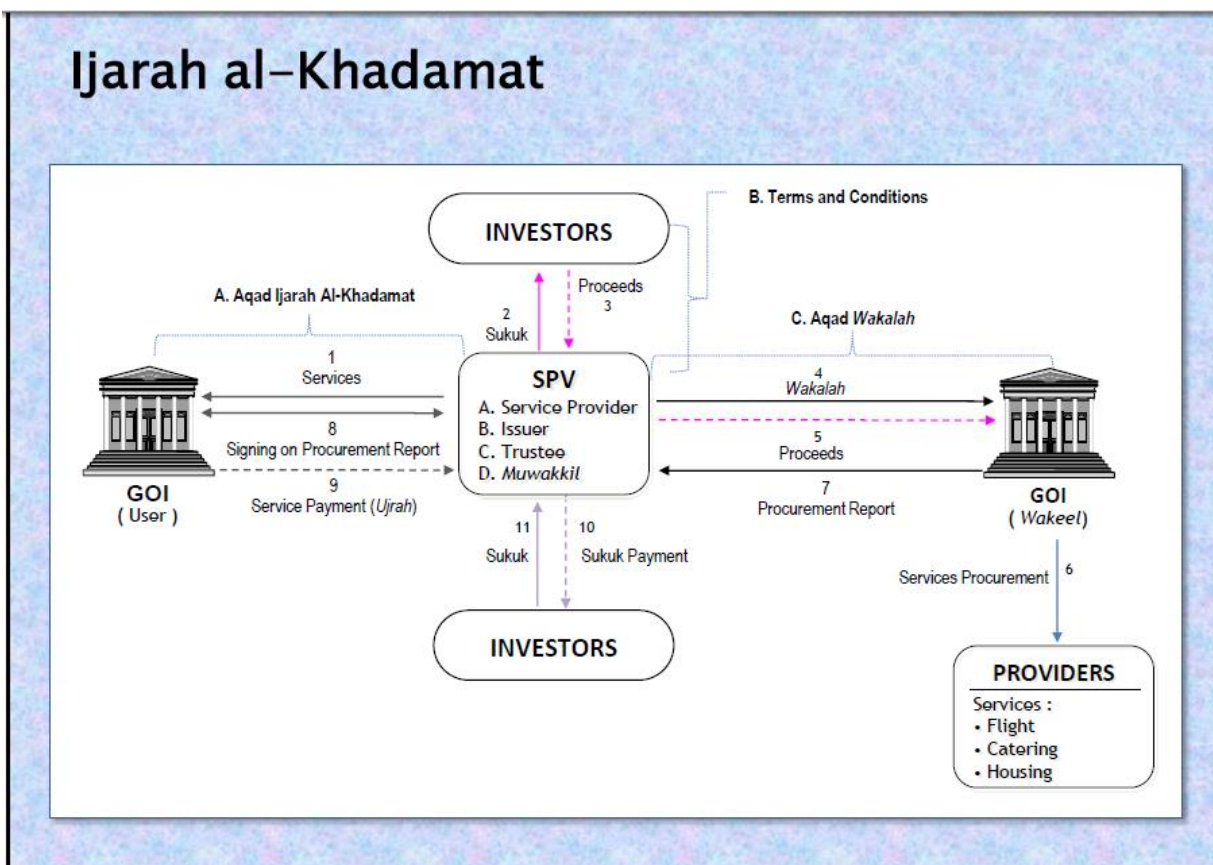 Ijarah al-Khadamat
INVESTORS
B. Terms and Conditions
A. Aqad Ijarah Al-Khadamat
Proceeds
3
2
Sukuk
C. Aqad Wakalah
1
Services
SPV
A. Service Provider
B. Issuer
C. Trustee
D. Muwakkil
4
Wakalah
8
Signing on Procurement Report
5
Proceeds
9
Service Payment (Ujrah)
7
Procurement Report
GOI
( User )
GOI
( Wakeel)
11
Sukuk
10
Sukuk Payment
Services Procurement
6
INVESTORS
PROVIDERS
Services :
• Flight
• Catering
• Housing